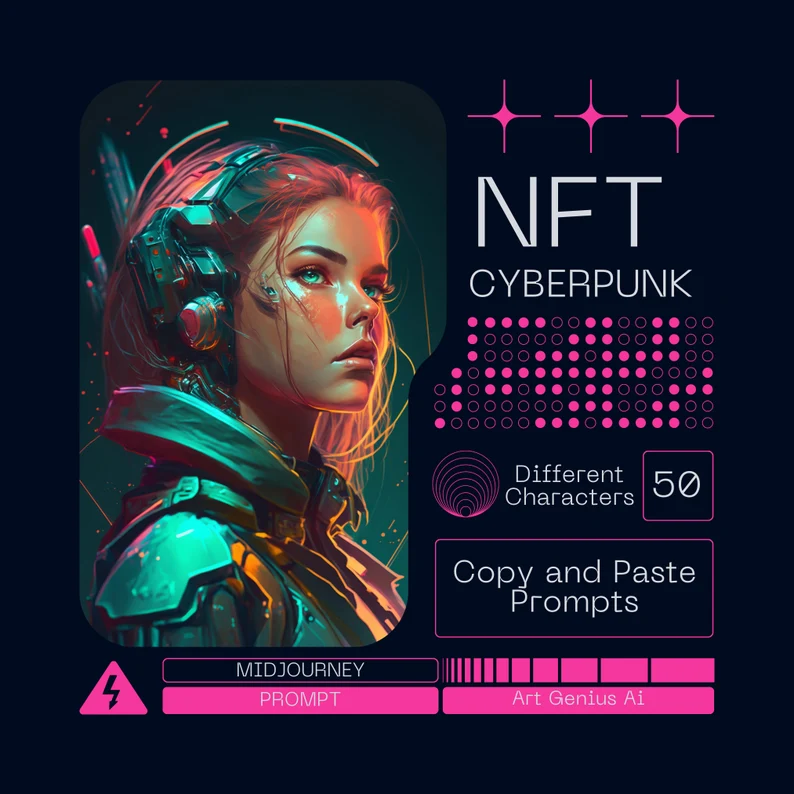 NFT
CYBERPUNK
Different
Characters
50
Copy and Paste
Prompts
MIDJOURNEY
PROMPT
Art Genius Ai